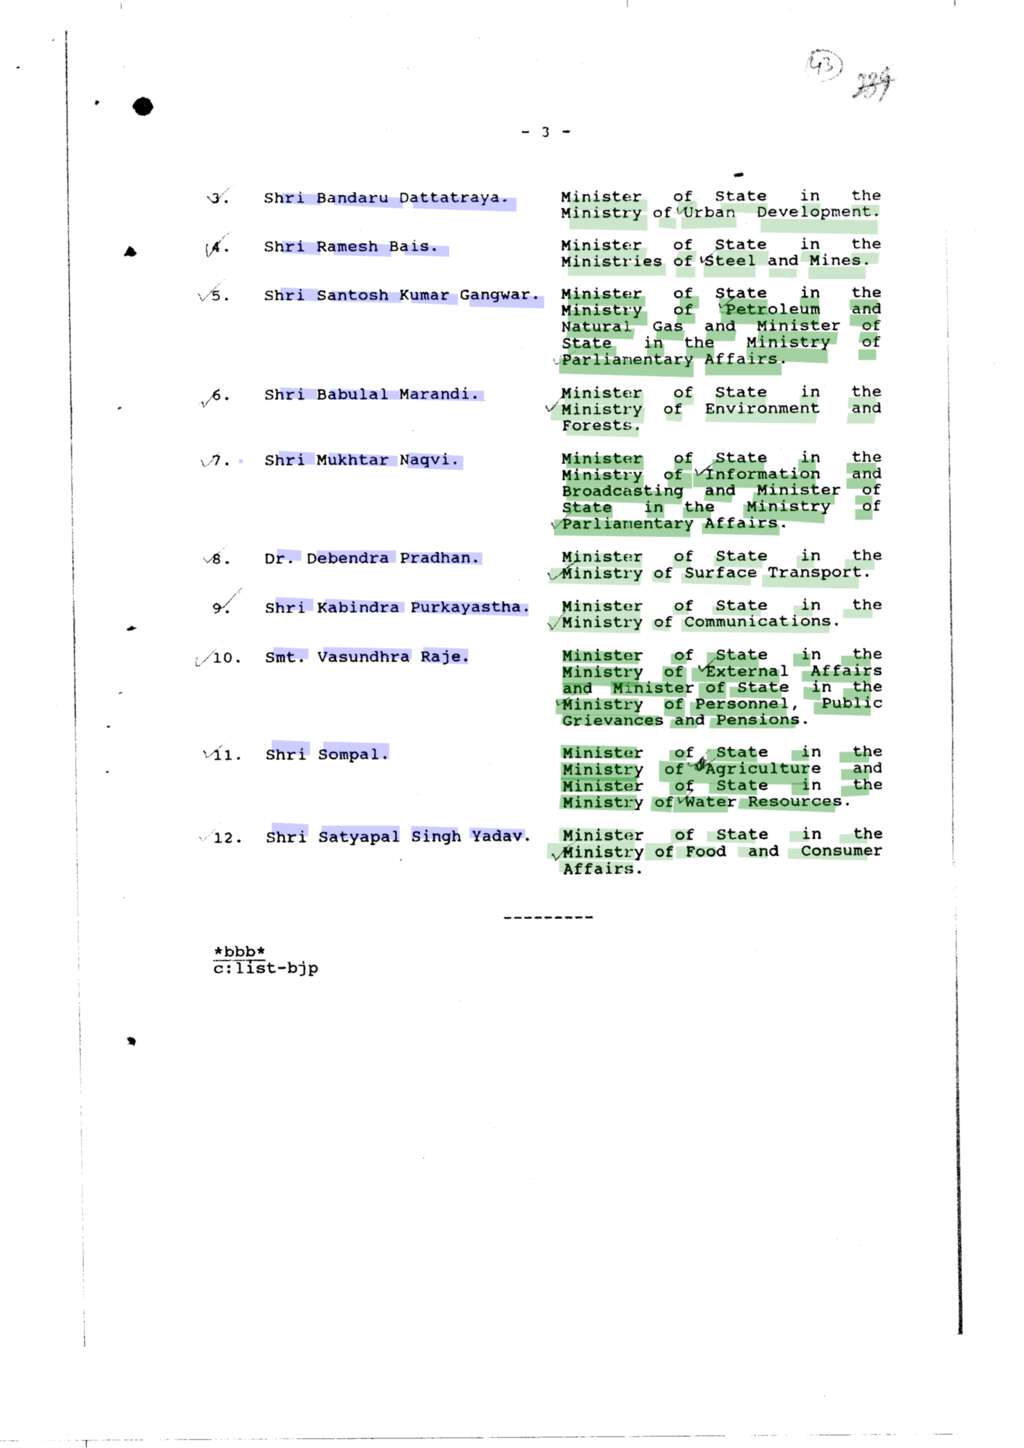 43
389
- 3 -
3. Shri Bandaru Dattatraya. Minister of State in the
Ministry of Urban Development.
4. Shri Ramesh Bais. Minister of State in the
Ministries of Steel and Mines.
5. Shri Santosh Kumar Gangwar. Minister of State in the
Ministry of Petroleum and
Natural Gas and Minister of
State in the Ministry of
Parliamentary Affairs.
6. Shri Babulal Marandi. Minister of State in the
Ministry of Environment and
Forests.
7. Shri Mukhtar Naqvi. Minister of State in the
Ministry of Information and
Broadcasting and Minister of
State in the Ministry of
Parliamentary Affairs.
8. Dr. Debendra Pradhan. Minister of State in the
Ministry of Surface Transport.
9. Shri Kabindra Purkayastha. Minister of State in the
Ministry of Communications.
10. Smt. Vasundhra Raje. Minister of State in the
Ministry of External Affairs
and Minister of State in the
Ministry of Personnel, Public
Grievances and Pensions.
11. Shri Sompal. Minister of State in the
Ministry of Agriculture and
Minister of State in the
Ministry of Water Resources.
12. Shri Satyapal Singh Yadav. Minister of State in the
Ministry of Food and Consumer
Affairs.
---------
*bbb*
c:list-bjp